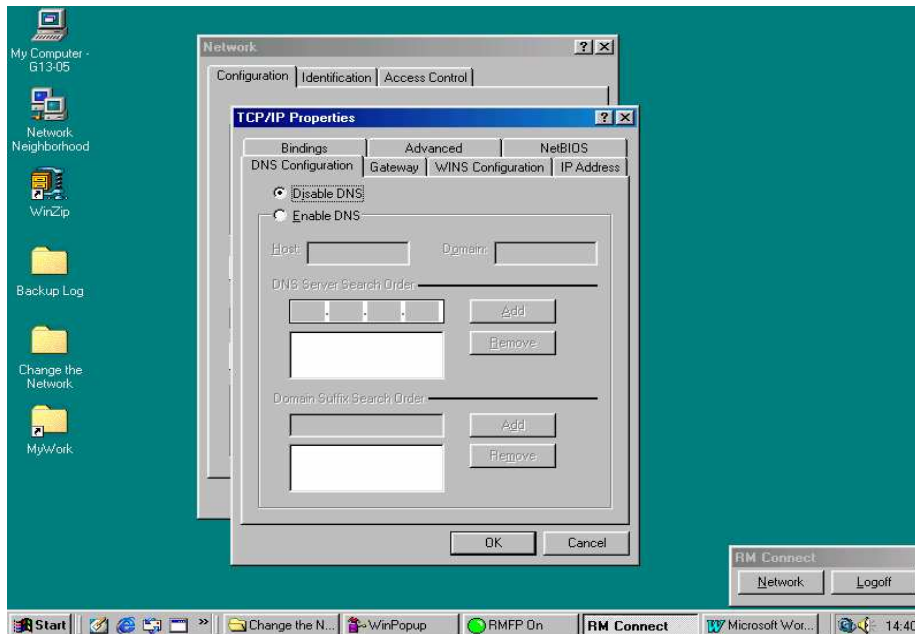 My Computer -
G13-05
Network
Neighborhood
WinZip
Backup Log
Change the
Network
MyWork
Network
Configuration
Identification
Access Control
TCP/IP Properties
Bindings
Advanced
NetBIOS
DNS Configuration
Gateway
WINS Configuration
IP Address
Disable DNS
Enable DNS
Host:
Domain:
DNS Server Search Order
Add
Remove
Domain Suffix Search Order
Add
Remove
OK
Cancel
RM Connect
Network
Logoff
Start
Change the N...
WinPopup
RMFP On
RM Connect
Microsoft Wor...
14:40